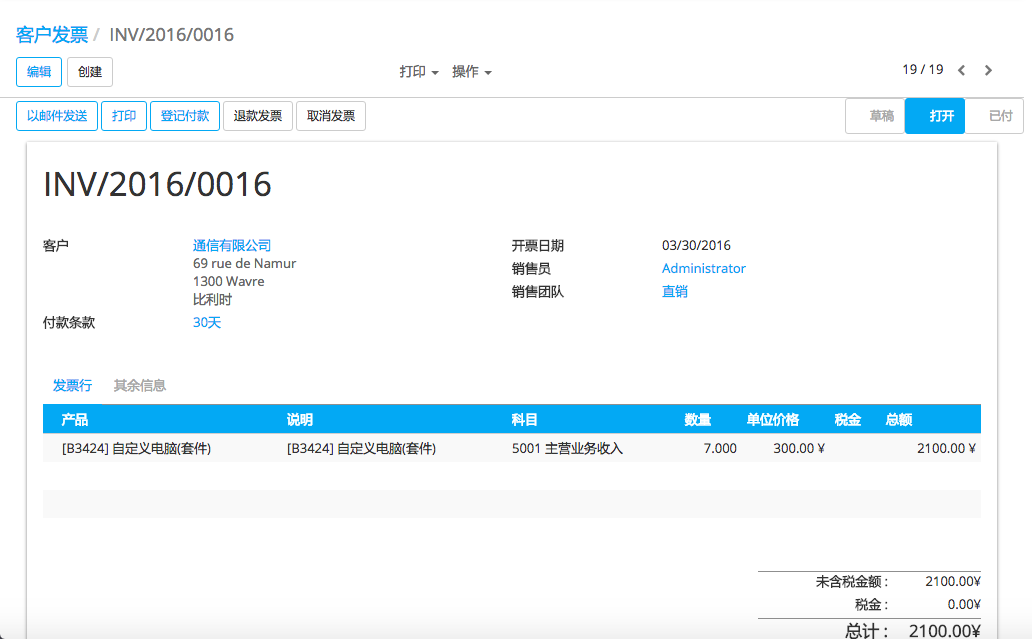 客户发票 / INV/2016/0016
编辑 创建 打印 操作 19 / 19
以邮件发送 打印 登记付款 退款发票 取消发票 草稿 打开 已付
INV/2016/0016
客户 通信有限公司 开票日期 03/30/2016
69 rue de Namur 销售员 Administrator
1300 Wavre 销售团队 直销
比利时
付款条款 30天
发票行 其余信息
产品 说明 科目 数量 单位价格 税金 总额
[B3424] 自定义电脑(套件) [B3424] 自定义电脑(套件) 5001 主营业务收入 7.000 300.00 ¥ 2100.00 ¥
未含税金额 : 2100.00¥
税金 : 0.00¥
总计 : 2100.00¥